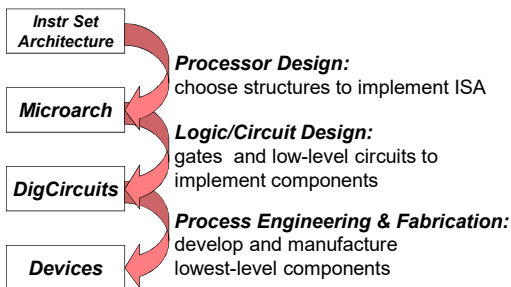 Instr Set
Architecture
Processor Design:
choose structures to implement ISA
Microarch
Logic/Circuit Design:
gates and low-level circuits to
implement components
DigCircuits
Process Engineering & Fabrication:
develop and manufacture
lowest-level components
Devices